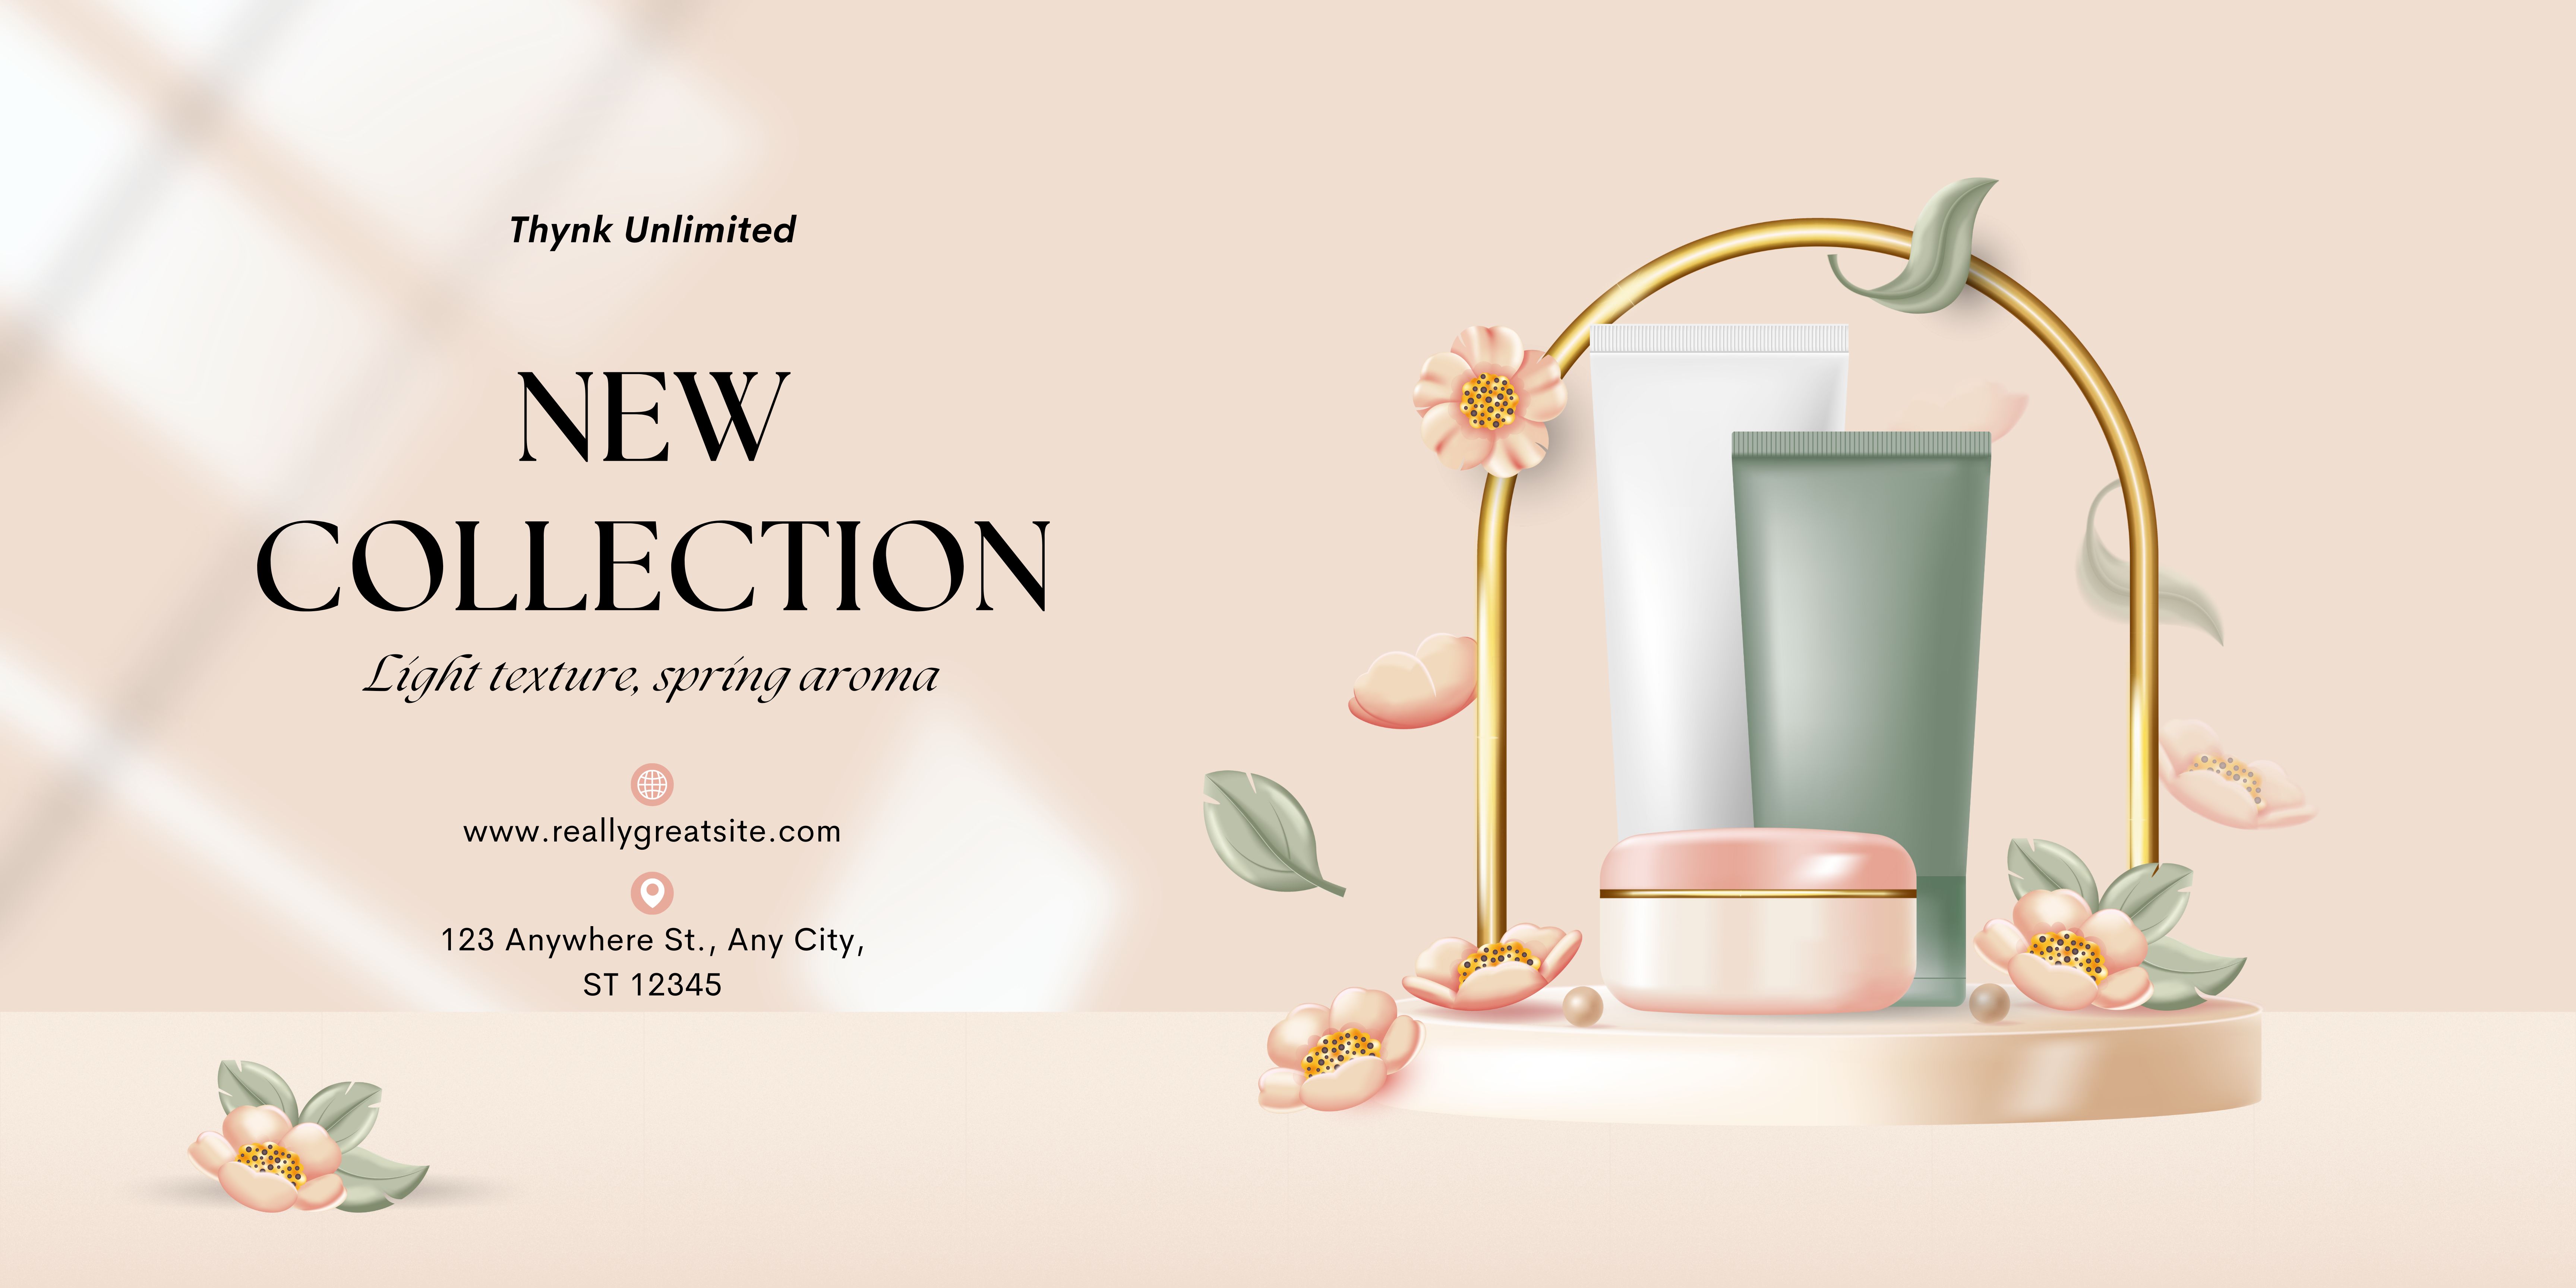 Thynk Unlimited
NEW
COLLECTION
Light texture, spring aroma
www.reallygreatsite.com
123 Anywhere St., Any City,
ST 12345